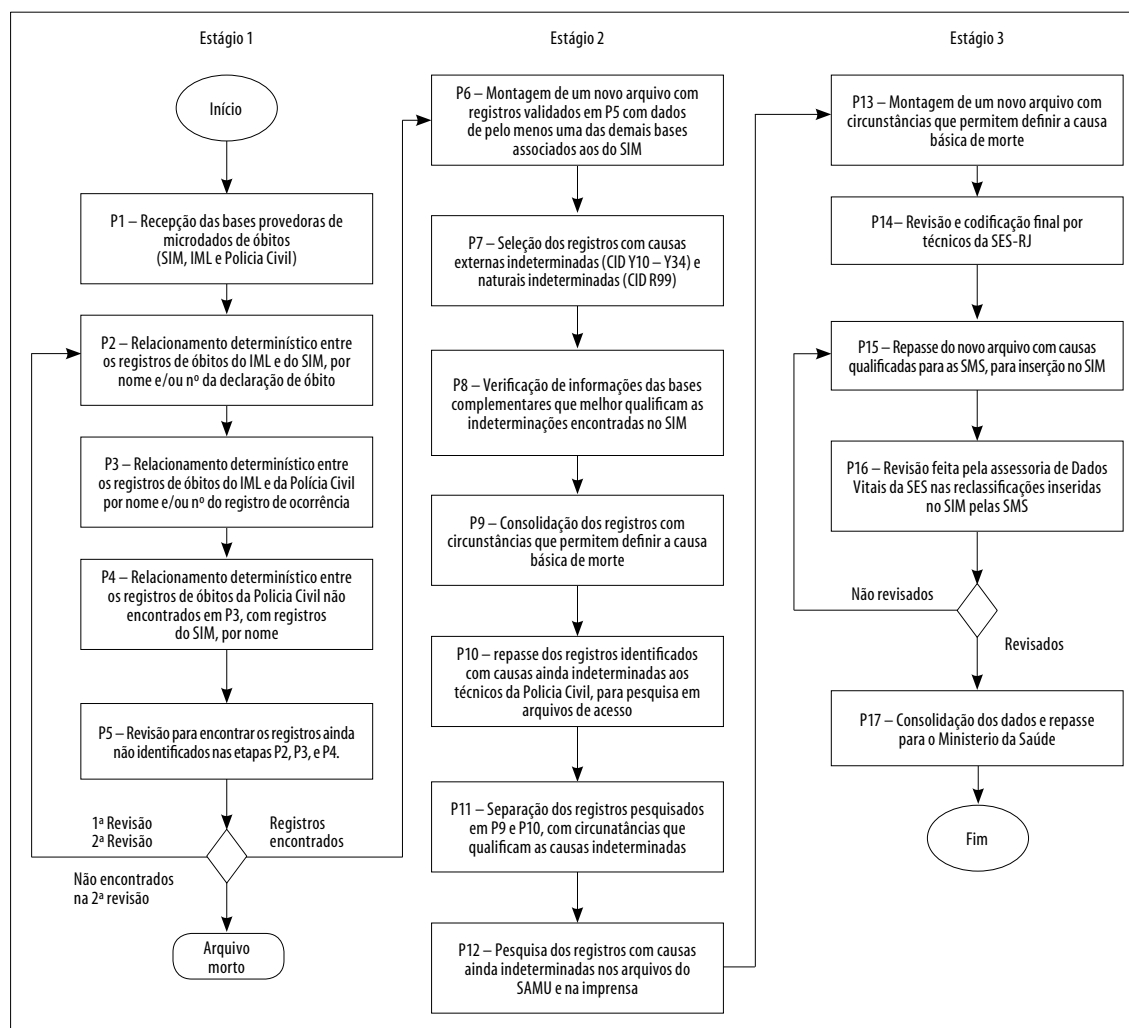 Estágio 1
Início
P1 – Recepção das bases provedoras de
microdados de óbitos
(SIM, IML e Policia Civil)
P2 – Relacionamento determinístico entre
os registros de óbitos do IML e do SIM, por
nome e/ou nº da declaração de óbito
P3 – Relacionamento determinístico entre
os registros de óbitos do IML e da Polícia Civil
por nome e/ou nº do registro de ocorrência
P4 – Relacionamento determinístico entre
os registros de óbitos da Policia Civil não
encontrados em P3, com registros
do SIM, por nome
P5 – Revisão para encontrar os registros ainda
não identificados nas etapas P2, P3, e P4.
1ª Revisão
2ª Revisão
Registros
encontrados
Não encontrados
na 2ª revisão
Arquivo
morto
Estágio 2
P6 – Montagem de um novo arquivo com
registros validados em P5 com dados
de pelo menos uma das demais bases
associados aos do SIM
P7 – Seleção dos registros com causas
externas indeterminadas (CID Y10 – Y34) e
naturais indeterminadas (CID R99)
P8 – Verificação de informações das bases
complementares que melhor qualificam as
indeterminações encontradas no SIM
P9 – Consolidação dos registros com
circunstâncias que permitem definir a causa
básica de morte
P10 – repasse dos registros identificados
com causas ainda indeterminadas aos
técnicos da Policia Civil, para pesquisa em
arquivos de acesso
P11 – Separação dos registros pesquisados
em P9 e P10, com circunatâncias que
qualificam as causas indeterminadas
P12 – Pesquisa dos registros com causas
ainda indeterminadas nos arquivos do
SAMU e na imprensa
Estágio 3
P13 – Montagem de um novo arquivo com
circunstâncias que permitem definir a causa
básica de morte
P14 – Revisão e codificação final por
técnicos da SES-RJ
P15 – Repasse do novo arquivo com causas
qualificadas para as SMS, para inserção no SIM
P16 – Revisão feita pela assessoria de Dados
Vitais da SES nas reclassificações inseridas
no SIM pelas SMS
Não revisados
Revisados
P17 – Consolidação dos dados e repasse
para o Ministerio da Saúde
Fim